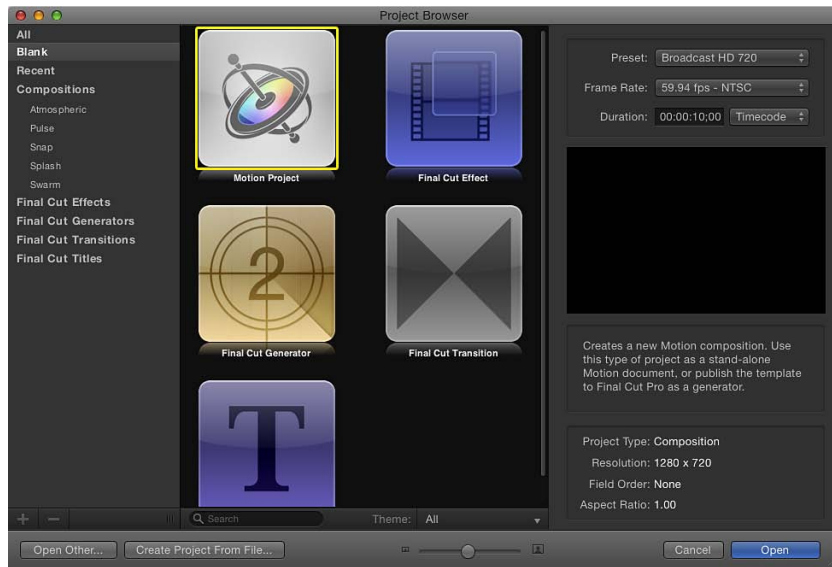 Project Browser
All
Blank
Recent
Compositions
Atmospheric
Pulse
Snap
Splash
Swarm
Final Cut Effects
Final Cut Generators
Final Cut Transitions
Final Cut Titles
Motion Project
Final Cut Effect
2
Final Cut Generator
Final Cut Transition
T
Search
Theme: All
Preset: Broadcast HD 720
Frame Rate: 59.94 fps - NTSC
Duration: 00:00:10;00 Timecode
Creates a new Motion composition. Use
this type of project as a stand-alone
Motion document, or publish the template
to Final Cut Pro as a generator.
Project Type: Composition
Resolution: 1280 x 720
Field Order: None
Aspect Ratio: 1.00
Open Other...
Create Project From File...
Cancel
Open